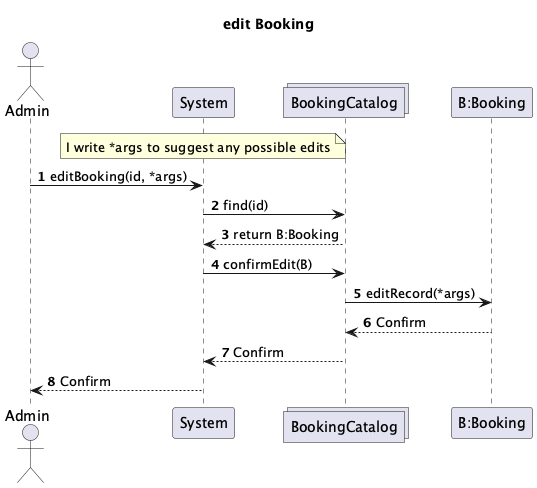 edit Booking
Admin
System
BookingCatalog
B:Booking
I write *args to suggest any possible edits
1 editBooking(id, *args)
2 find(id)
3 return B:Booking
4 confirmEdit(B)
5 editRecord(*args)
6 Confirm
7 Confirm
8 Confirm
Admin
System
BookingCatalog
B:Booking